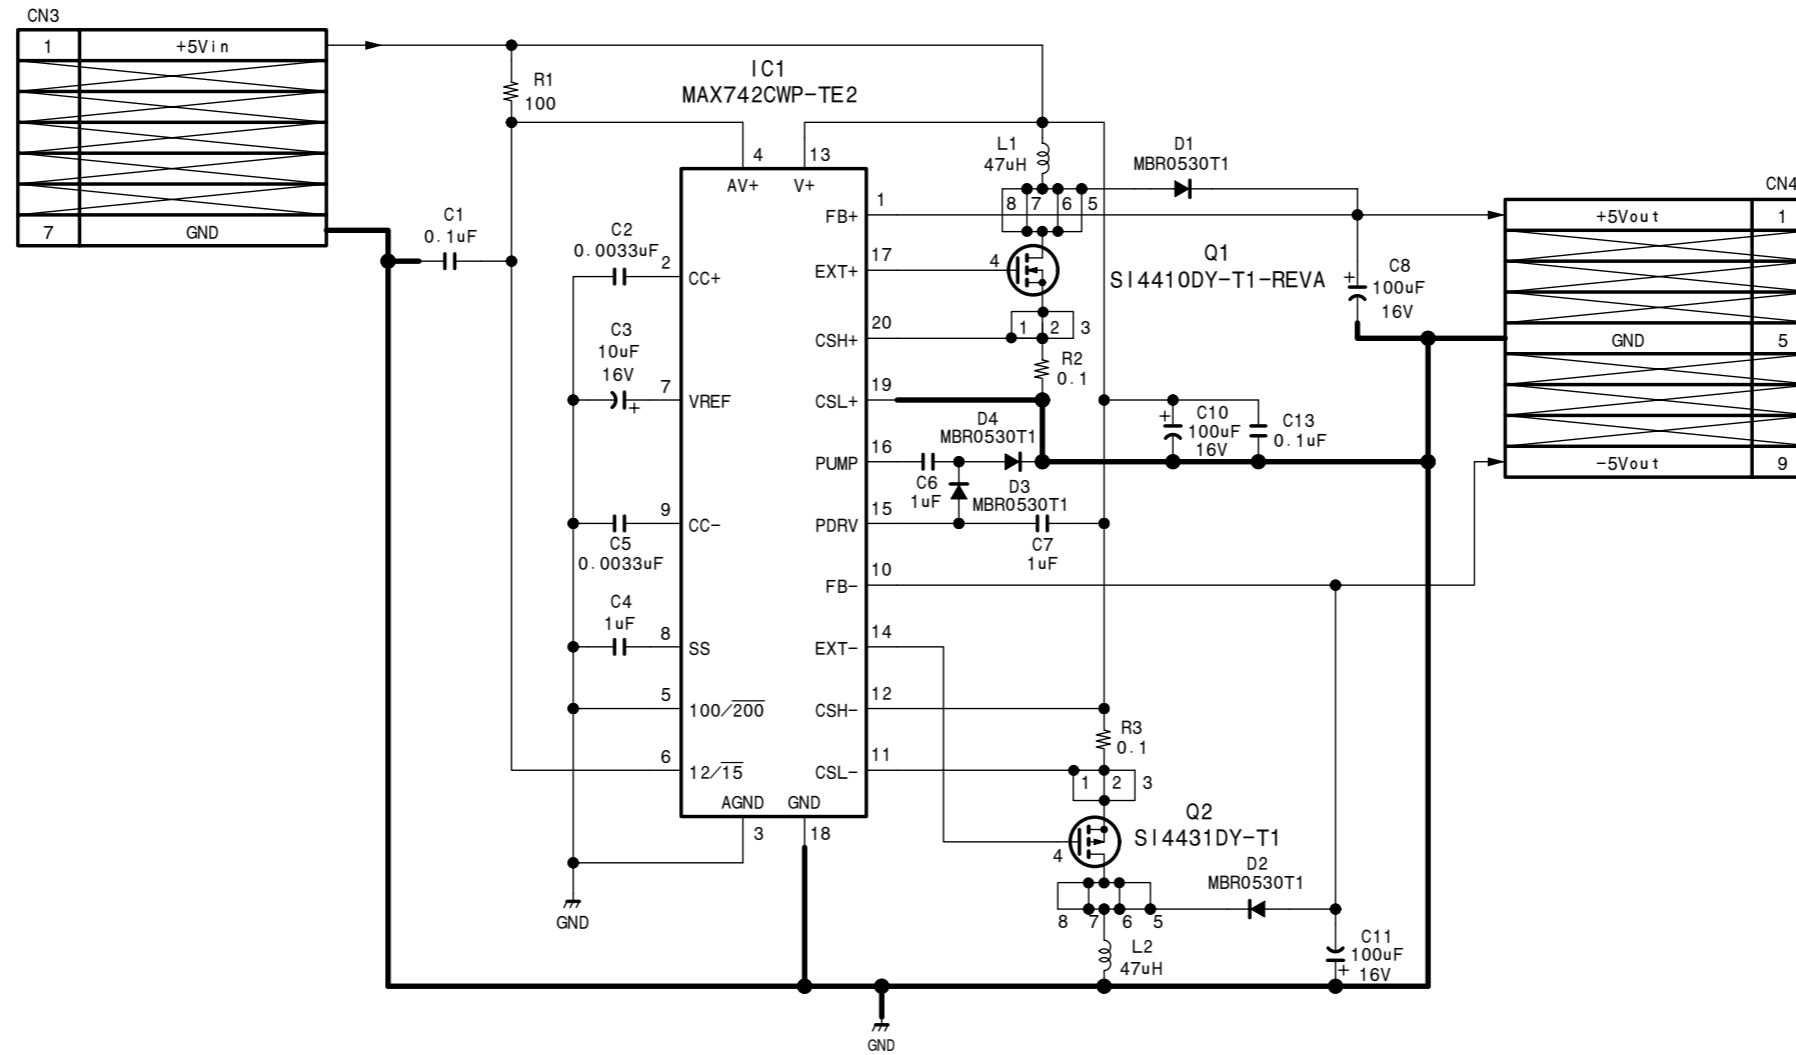 CN3
1 +5Vin
7 GND
R1
100
IC1
MAX742CWP-TE2
4 13
AV+ V+
L1
47uH
D1
MBR0530T1
8 7 6 5
1
FB+
C1
0.1uF
C2
0.0033uF
2
CC+
17
EXT+
4
Q1
SI4410DY-T1-REVA
CN4
+5Vout 1
C8
+ 100uF
16V
GND 5
-5Vout 9
C3
10uF
16V
+
7
VREF
20
CSH+
1 2 3
R2
0.1
19
CSL+
D4
MBR0530T1
+ C10
100uF
16V
C13
0.1uF
16
PUMP
C6
1uF
D3
MBR0530T1
9
CC-
C5
0.0033uF
15
PDRV
C7
1uF
10
FB-
C4
1uF
8
SS
14
EXT-
5
100/200
12
CSH-
R3
0.1
6
12/15
11
CSL-
1 2 3
AGND GND
3 18
Q2
SI4431DY-T1
4
D2
MBR0530T1
8 7 6 5
L2
47uH
C11
100uF
+ 16V
GND
GND